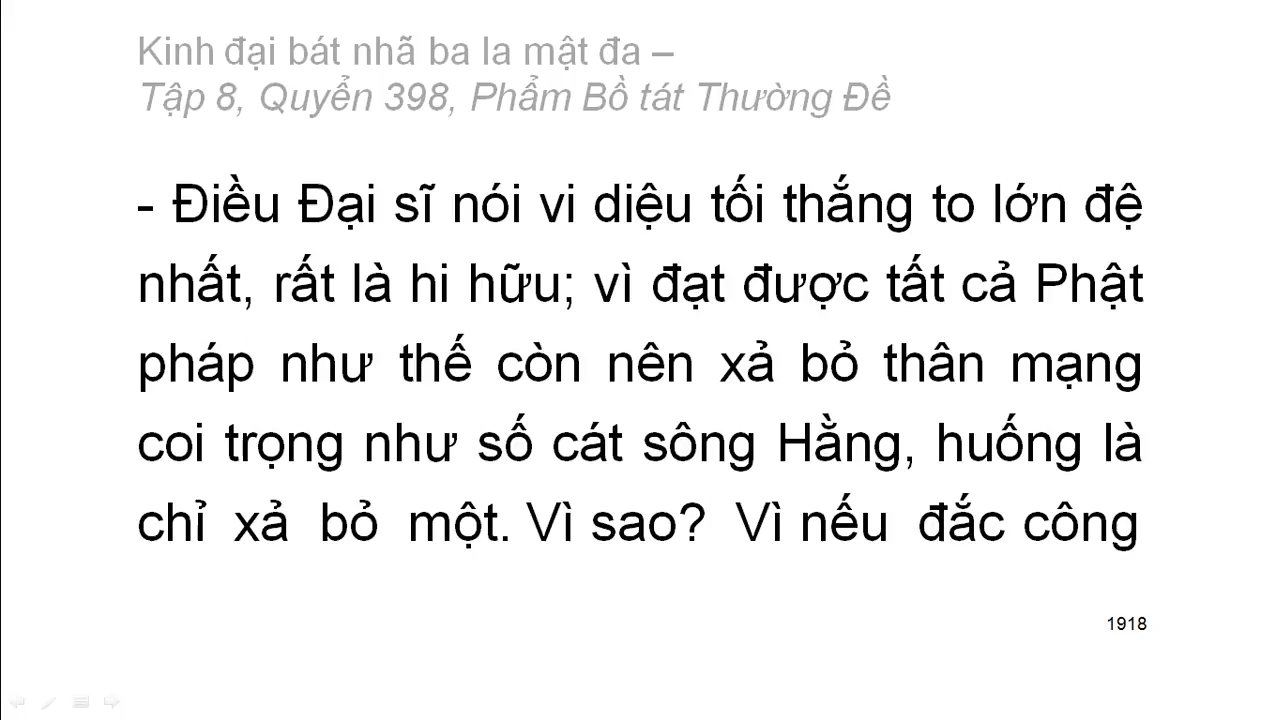 Kinh đại bát nhã ba la mật đa –
Tập 8, Quyển 398, Phẩm Bồ tát Thường Đề
- Điều Đại sĩ nói vi diệu tối thắng to lớn đệ
nhất, rất là hi hữu; vì đạt được tất cả Phật
pháp như thế còn nên xả bỏ thân mạng
coi trọng như số cát sông Hằng, huống là
chỉ xả bỏ một. Vì sao? Vì nếu đắc công
1918